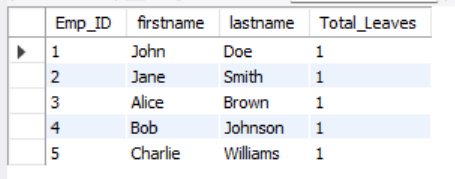 Emp_ID firstname lastname Total_Leaves
1 John Doe 1
2 Jane Smith 1
3 Alice Brown 1
4 Bob Johnson 1
5 Charlie Williams 1